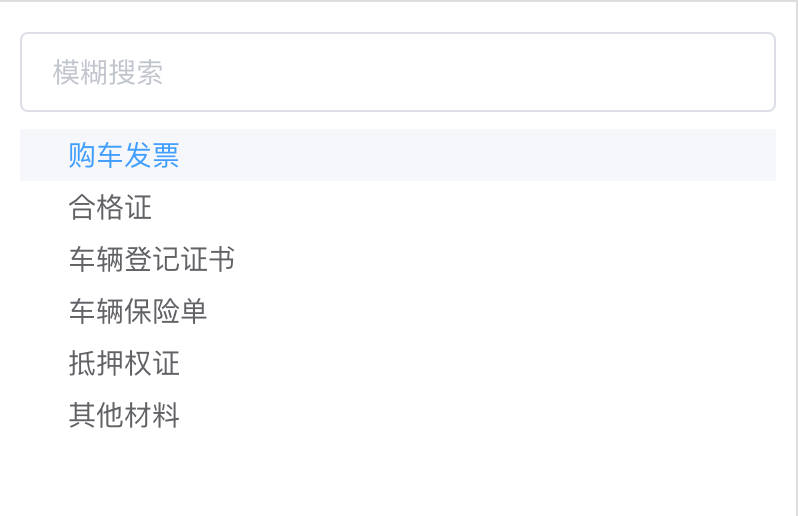 模糊搜索
购车发票
合格证
车辆登记证书
车辆保险单
抵押权证
其他材料